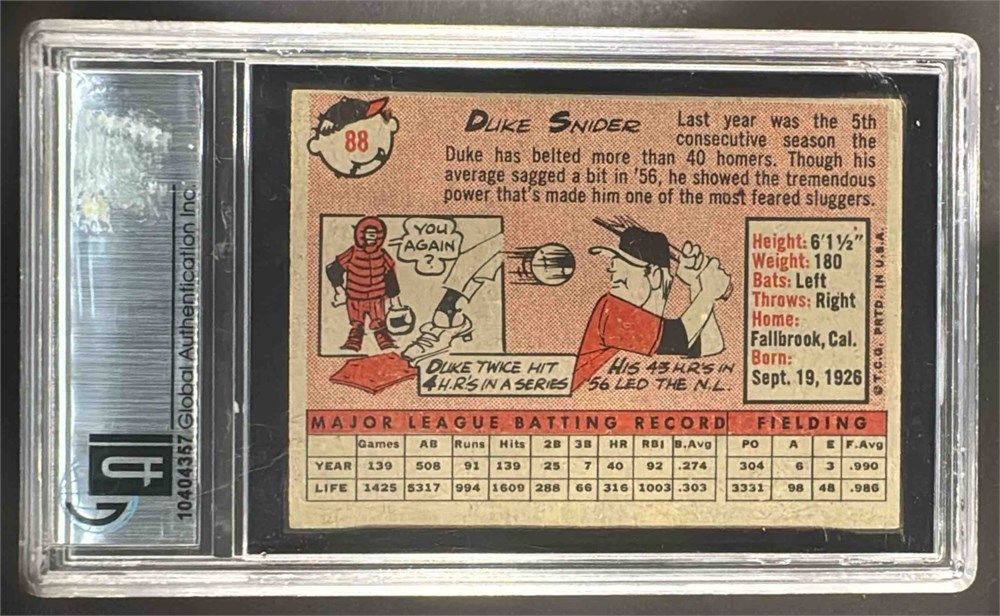 10404357 Global Authentication Inc.
88
DUKE SNIDER
Last year was the 5th
consecutive season the
Duke has belted more than 40 homers. Though his
average sagged a bit in '56, he showed the tremendous
power that's made him one of the most feared sluggers.
YOU
AGAIN
?
DUKE TWICE HIT
4 H.R.'S IN A SERIES
HIS 43 H.R.'S IN
'56 LED THE N.L.
Height: 6'1½"
Weight: 180
Bats: Left
Throws: Right
Home:
Fallbrook, Cal.
Born:
Sept. 19, 1926
©T.C.G. PRTD. IN U.S.A.
MAJOR LEAGUE BATTING RECORD FIELDING
Games AB Runs Hits 2B 3B HR RBI B.Avg PO A E F.Avg
YEAR 139 508 91 139 25 7 40 92 .274 304 6 3 .990
LIFE 1425 5317 994 1609 288 66 316 1003 .303 3331 98 48 .986